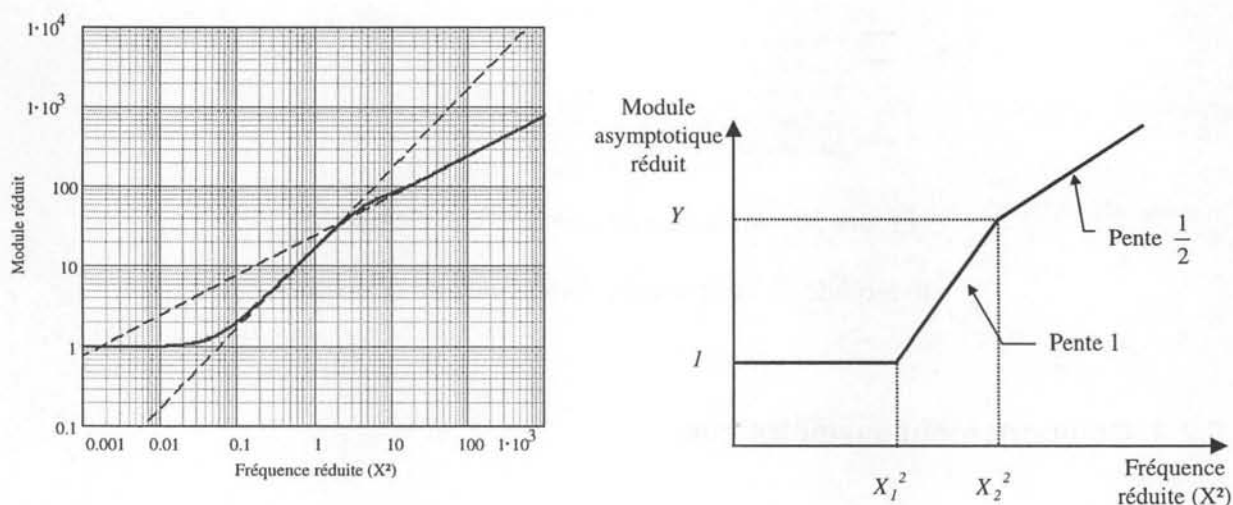 1·10⁴
1·10³
100
10
1
0.1
Module réduit
0.001 0.01 0.1 1 10 100 1·10³
Fréquence réduite (X²)
Module
asymptotique
réduit
Y
1
Pente 1/2
Pente 1
X₁² X₂²
Fréquence
réduite (X²)